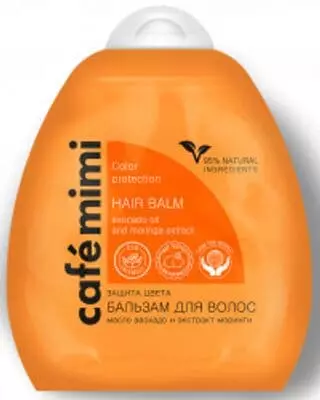 café mimi
Color
protection
95% NATURAL
INGREDIENTS
HAIR BALM
avocado oil
and moringa extract
ЗАЩИТА ЦВЕТА
БАЛЬЗАМ ДЛЯ ВОЛОС
масло авокадо и экстракт моринги